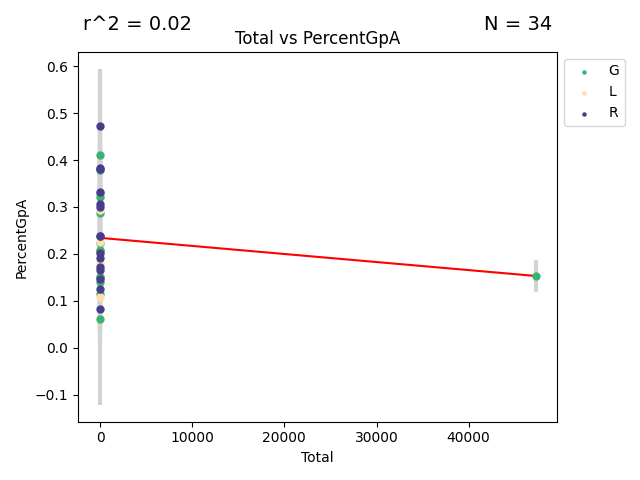 r^2 = 0.02
N = 34
Total vs PercentGpA
0.6
0.5
0.4
0.3
0.2
0.1
0.0
−0.1
PercentGpA
0
10000
20000
30000
40000
Total
G
L
R